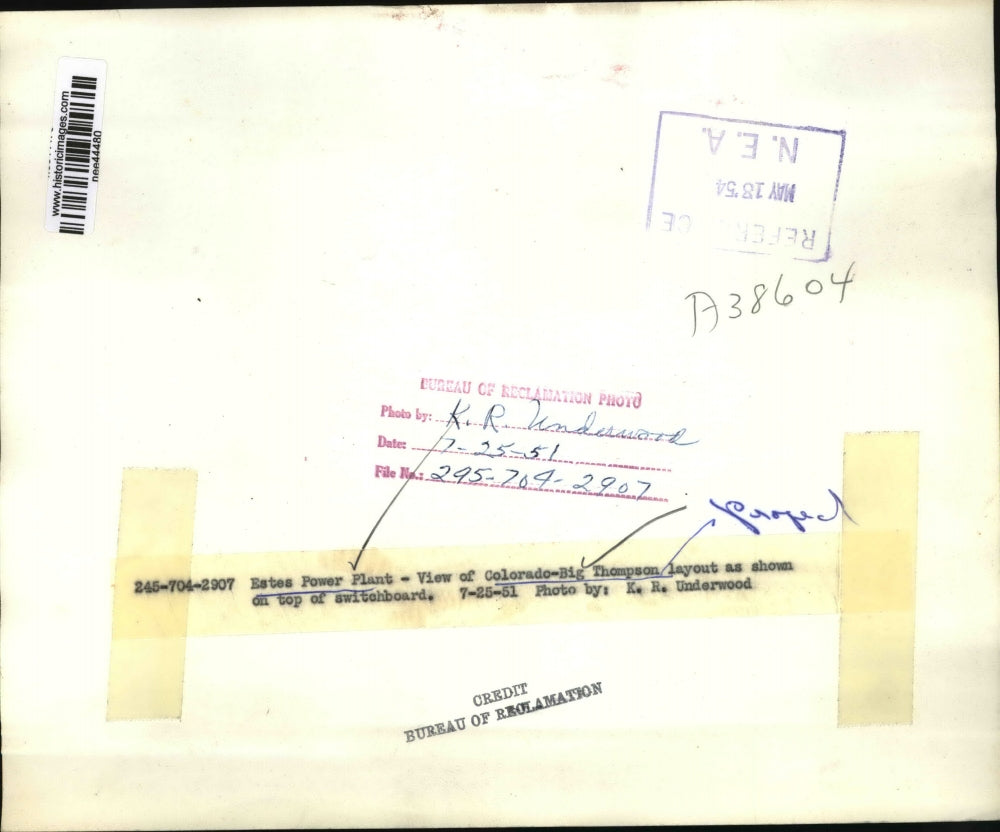 www.historicimages.com
nee44480
N. E. A.
MAY 18 '54
REFER CE
A38604
BUREAU OF RECLAMATION PHOTO
Photo by: K. R. Underwood
Date: 7-25-51
File No.: 295-704-2907
Project
245-704-2907 Estes Power Plant - View of Colorado-Big Thompson layout as shown
on top of switchboard. 7-25-51 Photo by: K. R. Underwood
CREDIT
BUREAU OF RECLAMATION